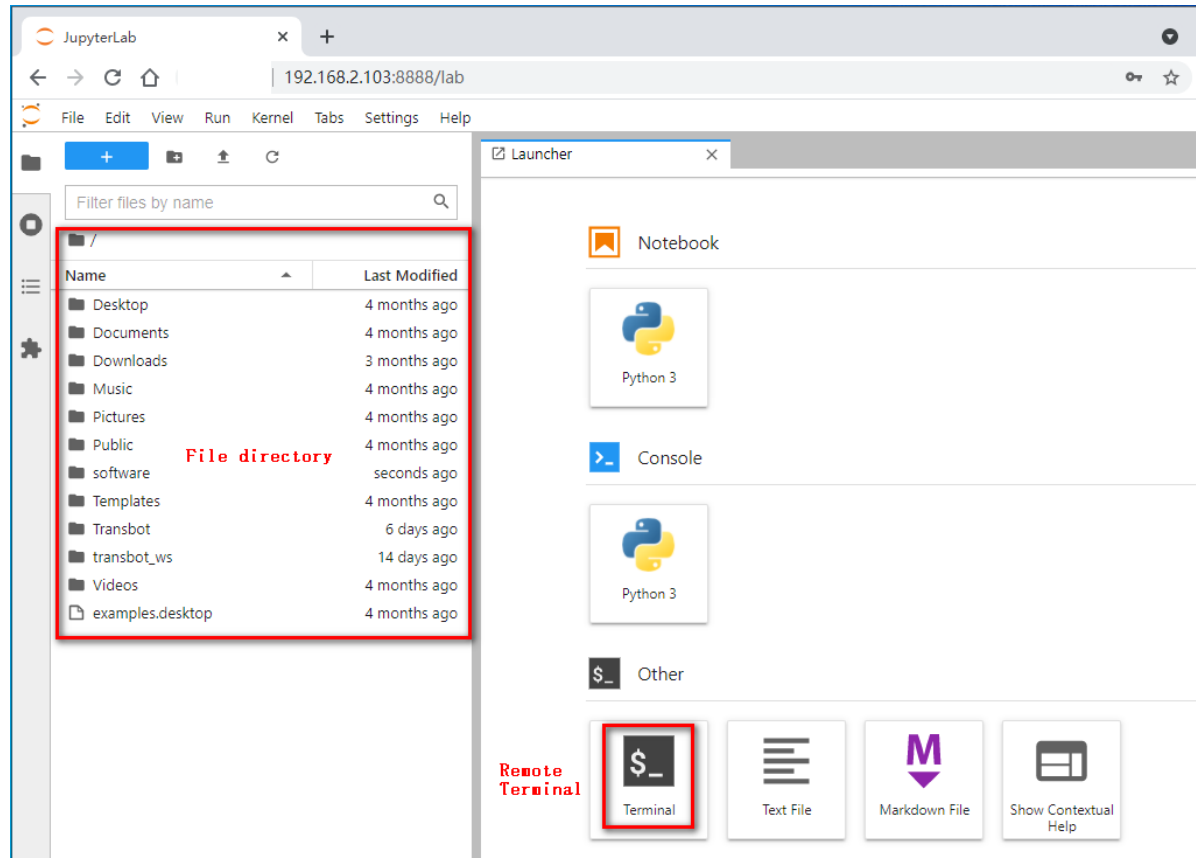 JupyterLab
192.168.2.103:8888/lab
File Edit View Run Kernel Tabs Settings Help
Launcher
Filter files by name
/
Name Last Modified
Desktop 4 months ago
Documents 4 months ago
Downloads 3 months ago
Music 4 months ago
Pictures 4 months ago
Public 4 months ago
software seconds ago
Templates 4 months ago
Transbot 6 days ago
transbot_ws 14 days ago
Videos 4 months ago
examples.desktop 4 months ago
File directory
Notebook
Python 3
Console
Python 3
$_ Other
Remote
Terminal
$_
Terminal
Text File
M
Markdown File
Show Contextual
Help